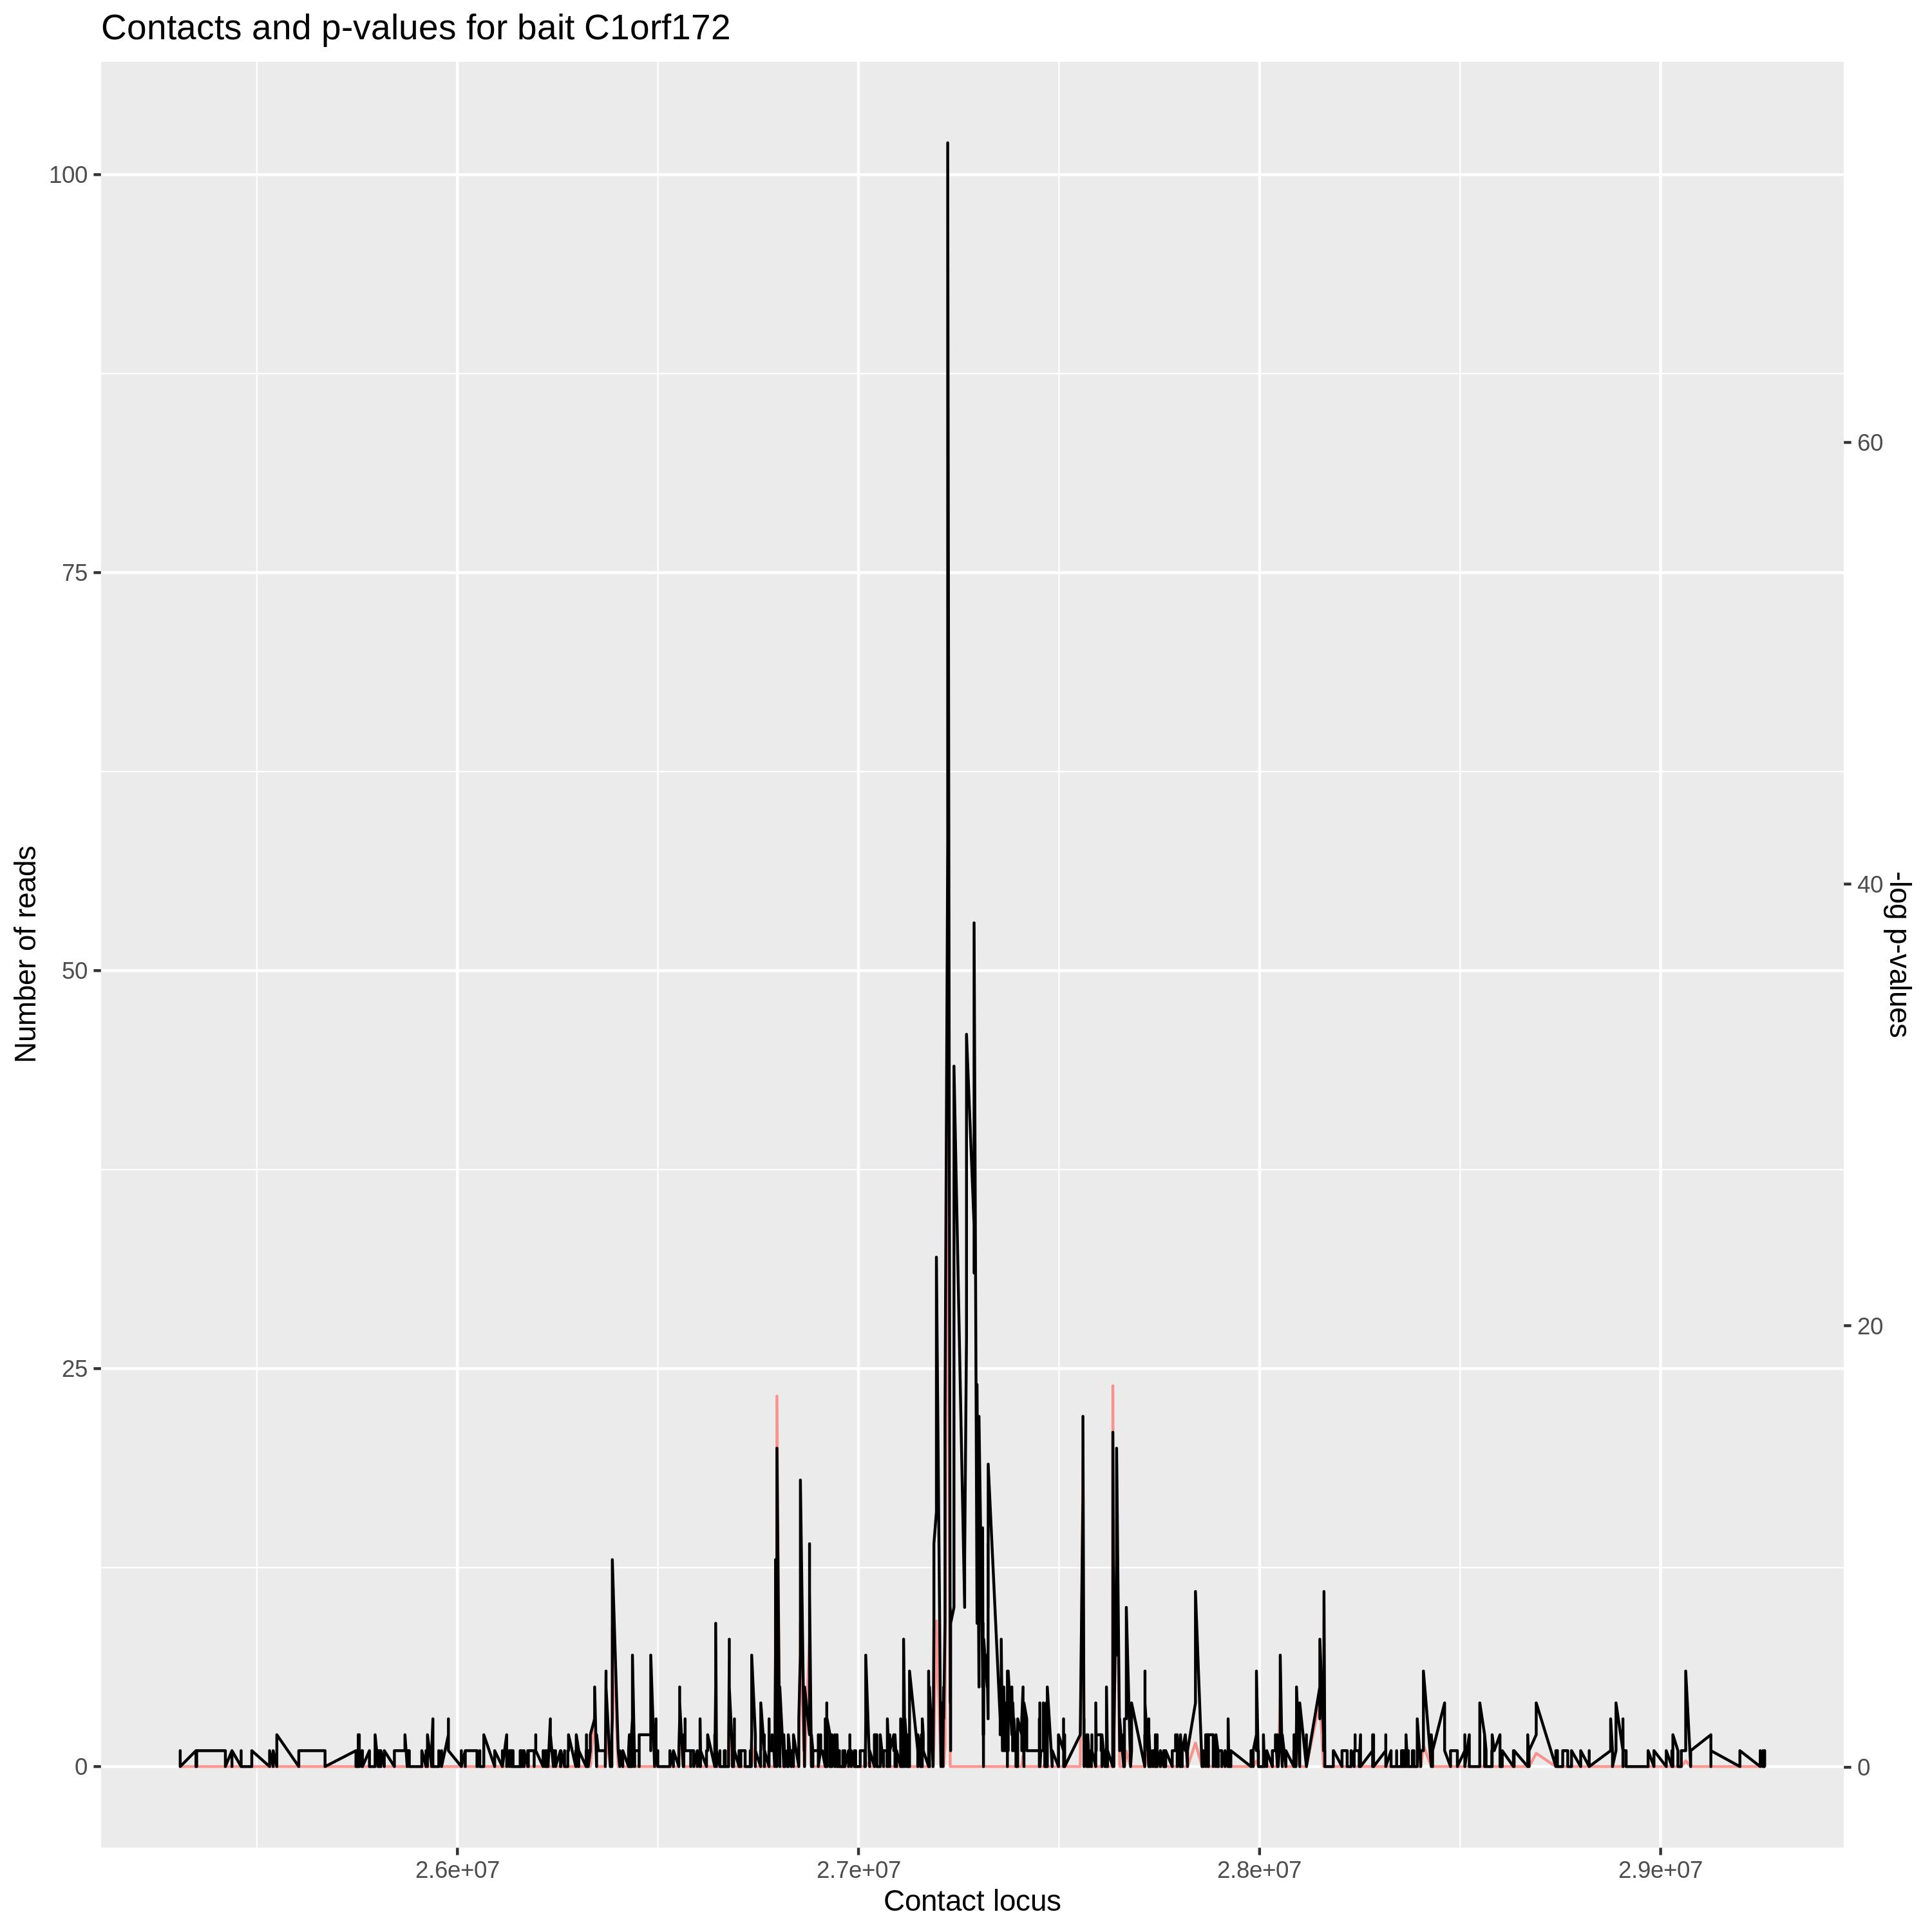 Contacts and p-values for bait C1orf172
100
75
50
25
0
Number of reads
60
40
20
0
-log p-values
2.6e+07
2.7e+07
2.8e+07
2.9e+07
Contact locus